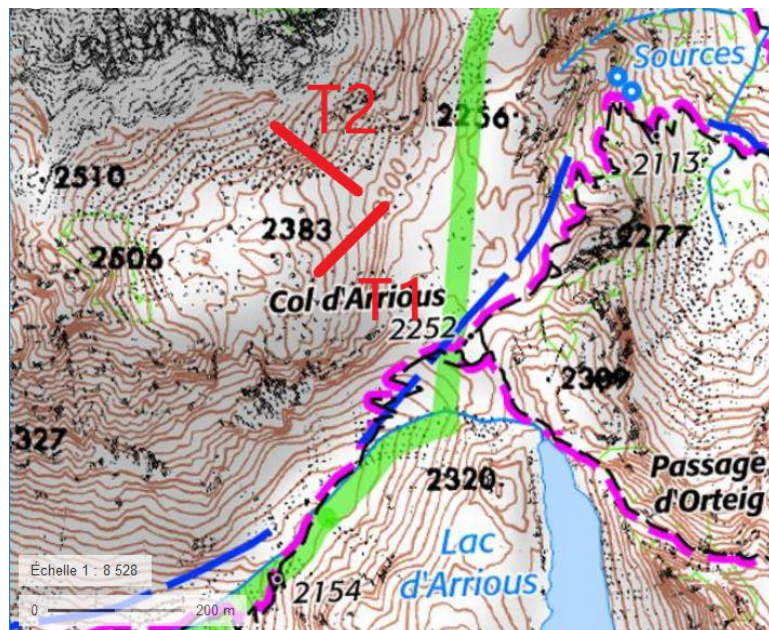 Sources
T2
2256
2113
2510
300
2383
2277
2506
Col d'Arrious
T1
2252
2309
327
Passage
d'Orteig
2320
Lac
d'Arrious
Échelle 1 : 8 528
2154
0 200 m